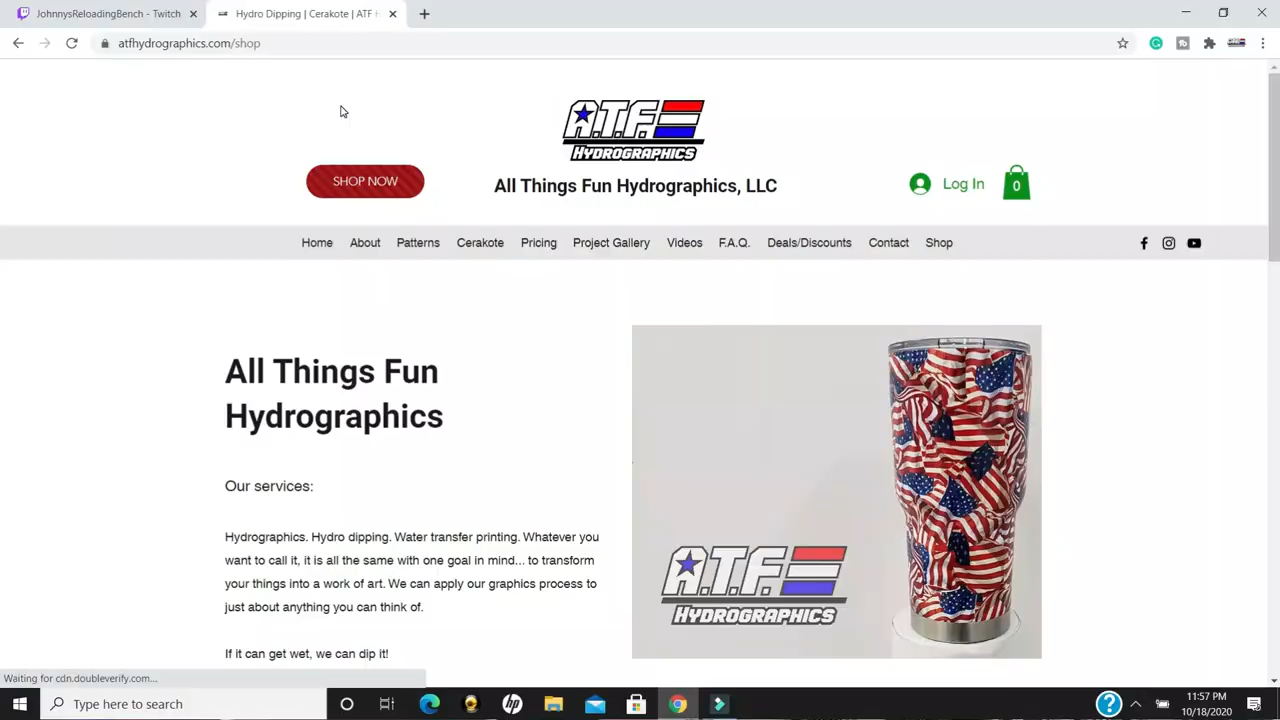 JohnnysReloadingBench - Twitch
Hydro Dipping | Cerakote | ATF H
atfhydrographics.com/shop
A.T.F.
HYDROGRAPHICS
SHOP NOW
All Things Fun Hydrographics, LLC
Log In
0
Home About Patterns Cerakote Pricing Project Gallery Videos F.A.Q. Deals/Discounts Contact Shop
All Things Fun
Hydrographics
Our services:
Hydrographics. Hydro dipping. Water transfer printing. Whatever you
want to call it, it is all the same with one goal in mind... to transform
your things into a work of art. We can apply our graphics process to
just about anything you can think of.
If it can get wet, we can dip it!
A.T.F.
HYDROGRAPHICS
Waiting for cdn.doubleverify.com...
Type here to search
hp
11:57 PM
10/18/2020